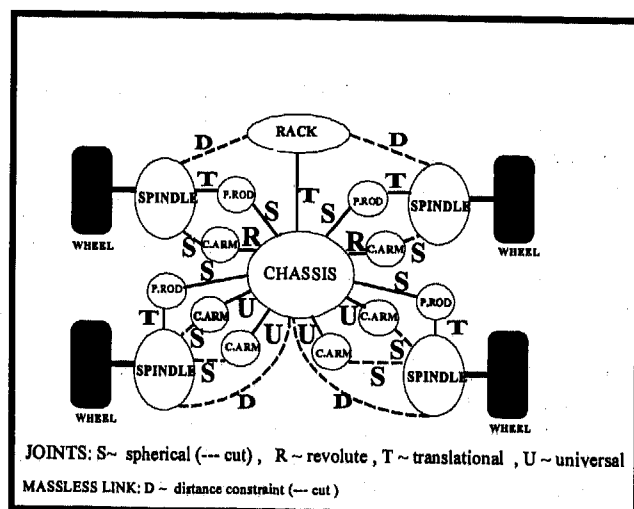 RACK
D D
T T
SPINDLE P.ROD T P.ROD SPINDLE
S S
WHEEL C.ARM R R C.ARM WHEEL
S S
S CHASSIS S
P.ROD P.ROD
U U
C.ARM C.ARM
T U U T
S S
C.ARM C.ARM
SPINDLE S S SPINDLE
D D
WHEEL WHEEL
JOINTS: S~ spherical (--- cut) , R ~ revolute , T ~ translational , U ~ universal
MASSLESS LINK: D ~ distance constraint (--- cut )